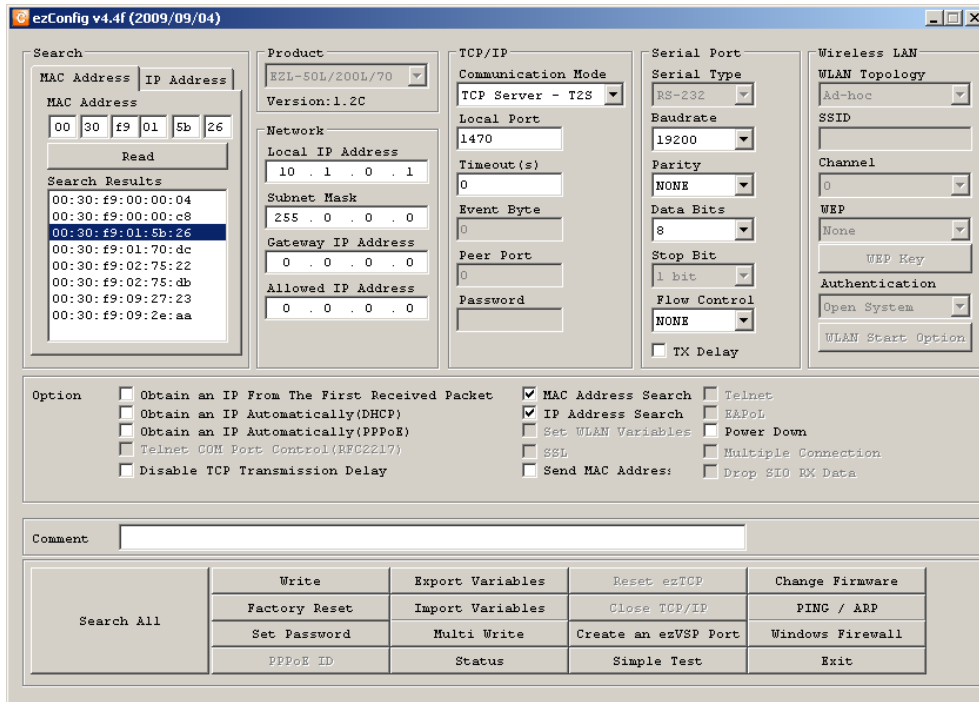 ezConfig v4.4f (2009/09/04)
Search
MAC Address
IP Address
MAC Address
00 30 f9 01 5b 26
Read
Search Results
00:30:f9:00:00:04
00:30:f9:00:00:c8
00:30:f9:01:5b:26
00:30:f9:01:70:dc
00:30:f9:02:75:22
00:30:f9:02:75:db
00:30:f9:09:27:23
00:30:f9:09:2e:aa
Product
EZL-50L/200L/70
Version:1.2C
Network
Local IP Address
10 . 1 . 0 . 1
Subnet Mask
255 . 0 . 0 . 0
Gateway IP Address
0 . 0 . 0 . 0
Allowed IP Address
0 . 0 . 0 . 0
TCP/IP
Communication Mode
TCP Server - T2S
Local Port
1470
Timeout(s)
0
Event Byte
0
Peer Port
0
Password
Serial Port
Serial Type
RS-232
Baudrate
19200
Parity
NONE
Data Bits
8
Stop Bit
1 bit
Flow Control
NONE
TX Delay
Wireless LAN
WLAN Topology
Ad-hoc
SSID
Channel
0
WEP
None
WEP Key
Authentication
Open System
WLAN Start Option
Option
Obtain an IP From The First Received Packet
Obtain an IP Automatically(DHCP)
Obtain an IP Automatically(PPPoE)
Telnet COM Port Control(RFC2217)
Disable TCP Transmission Delay
MAC Address Search
IP Address Search
Set WLAN Variables
SSL
Send MAC Address
Telnet
EAPoL
Power Down
Multiple Connection
Drop SIO RX Data
Comment
Search All
Write
Export Variables
Reset ezTCP
Change Firmware
Factory Reset
Import Variables
Close TCP/IP
PING / ARP
Set Password
Multi Write
Create an ezVSP Port
Windows Firewall
PPPoE ID
Status
Simple Test
Exit